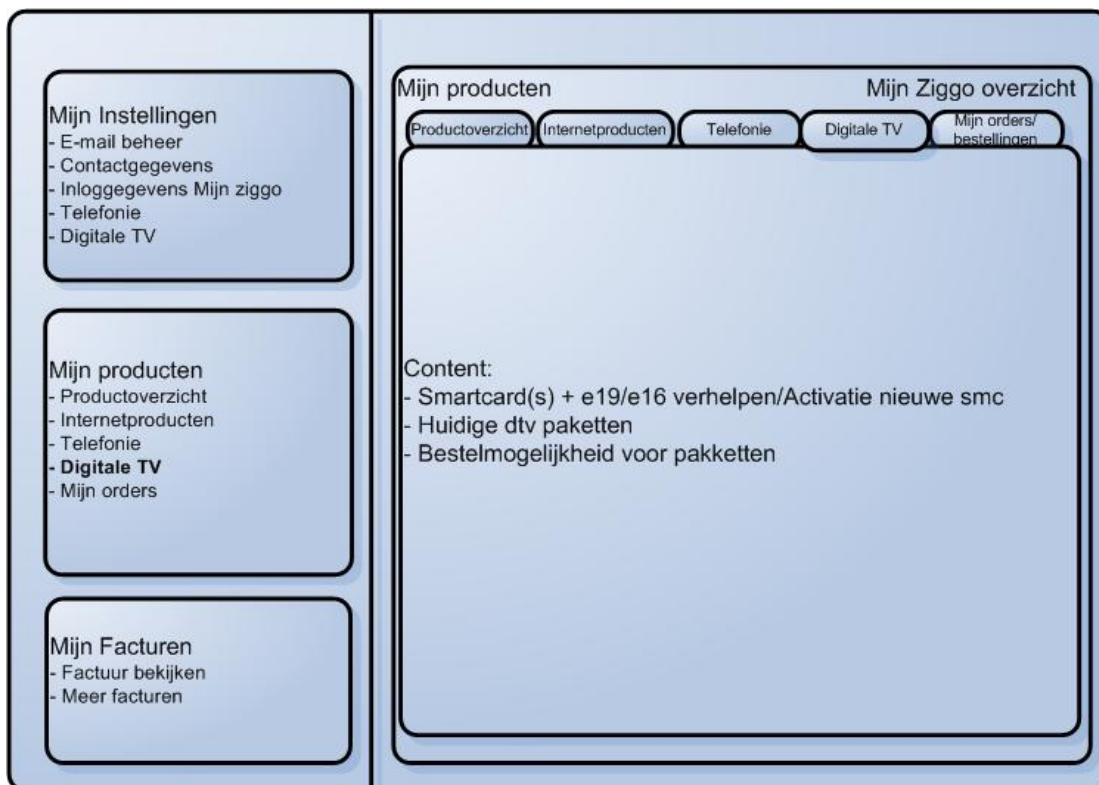 Mijn Instellingen
- E-mail beheer
- Contactgegevens
- Inloggegevens Mijn ziggo
- Telefonie
- Digitale TV
Mijn producten
- Productoverzicht
- Internetproducten
- Telefonie
- Digitale TV
- Mijn orders
Mijn Facturen
- Factuur bekijken
- Meer facturen
Mijn producten
Mijn Ziggo overzicht
Productoverzicht
Internetproducten
Telefonie
Digitale TV
Mijn orders/
bestellingen
Content:
- Smartcard(s) + e19/e16 verhelpen/Activatie nieuwe smc
- Huidige dtv paketten
- Bestelmogelijkheid voor pakketten